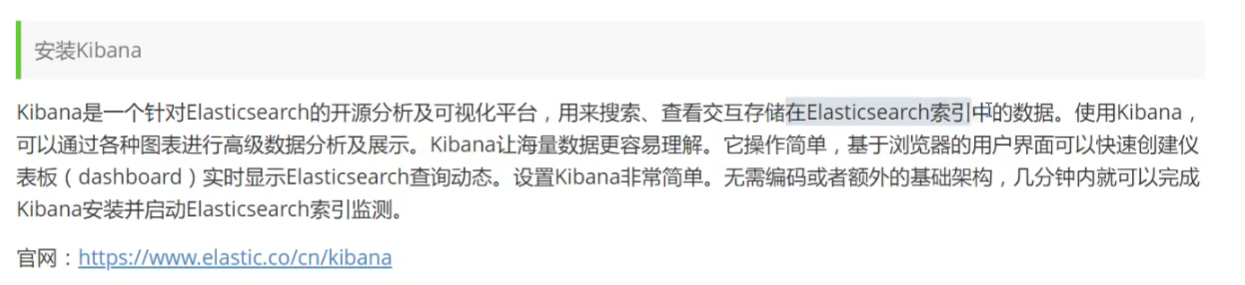 安装Kibana
Kibana是一个针对Elasticsearch的开源分析及可视化平台，用来搜索、查看交互存储在Elasticsearch索引中的数据。使用Kibana，
可以通过各种图表进行高级数据分析及展示。Kibana让海量数据更容易理解。它操作简单，基于浏览器的用户界面可以快速创建仪
表板（dashboard）实时显示Elasticsearch查询动态。设置Kibana非常简单。无需编码或者额外的基础架构，几分钟内就可以完成
Kibana安装并启动Elasticsearch索引监测。
官网：https://www.elastic.co/cn/kibana